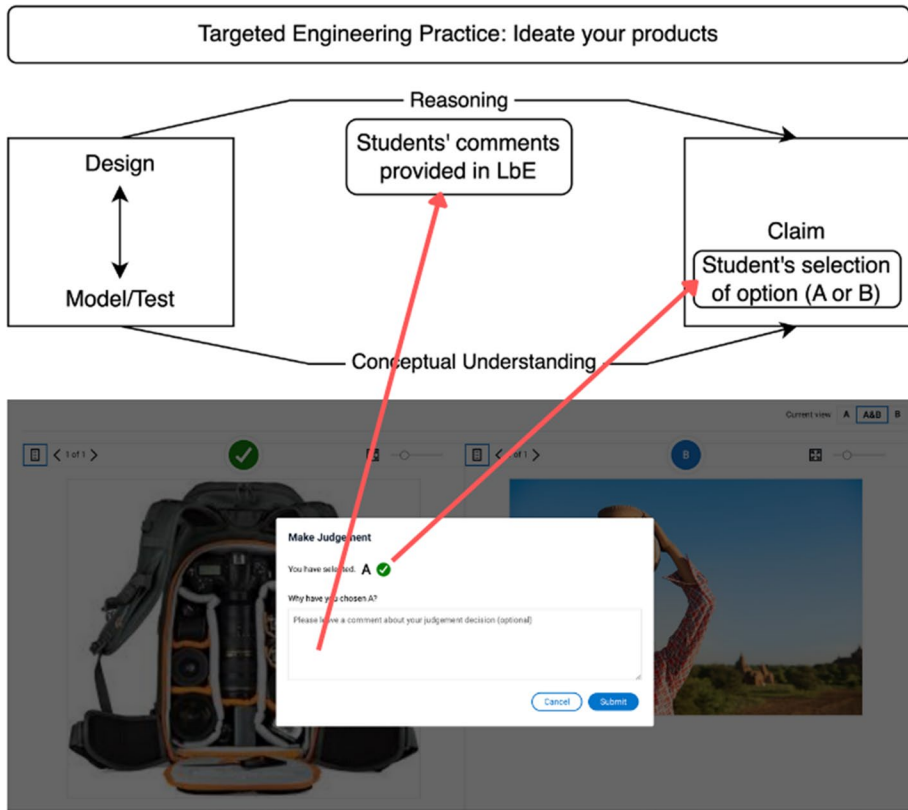 Targeted Engineering Practice: Ideate your products
Reasoning
Students' comments
provided in LbE
Design
Model/Test
Claim
Student's selection
of option (A or B)
Conceptual Understanding
Current view A A&B B
1 of 1
B
of 1
Make Judgement
You have selected. A
Why have you chosen A?
Please leave a comment about your judgement decision (optional)
Cancel Submit